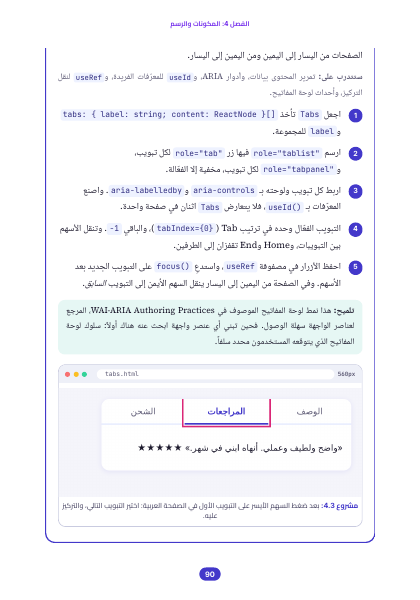 الفصل 4: المكونات والرسم
الصفحات من اليسار إلى اليمين ومن اليمين إلى اليسار.
ستتدرب على: تمرير المحتوى بيانات، وأدوار ARIA، و useId للمعرّفات الفريدة، و useRef لنقل
التركيز، وأحداث لوحة المفاتيح.
1 اجعل Tabs تأخذ tabs: { label: string; content: ReactNode }[]
و label للمجموعة.
2 ارسم role="tablist" فيها زر role="tab" لكل تبويب،
و role="tabpanel" لكل تبويب، مخفية إلا الفعّالة.
3 اربط كل تبويب ولوحته بـ aria-controls و aria-labelledby. واصنع
المعرّفات بـ useId()، فلا يتعارض Tabs اثنان في صفحة واحدة.
4 التبويب الفعّال وحده في ترتيب Tab (tabIndex={0})، والباقي -1. وتنقل الأسهم
بين التبويبات، وHome وEnd تقفزان إلى الطرفين.
5 احفظ الأزرار في مصفوفة useRef، واستدعِ focus() على التبويب الجديد بعد
الأسهم. وفي الصفحة من اليمين إلى اليسار ينقل السهم الأيمن إلى التبويب السابق.
تلميح: هذا نمط لوحة المفاتيح الموصوف في WAI-ARIA Authoring Practices، المرجع
لعناصر الواجهة سهلة الوصول. فحين تبني أي عنصر واجهة ابحث عنه هناك أولاً: سلوك لوحة
المفاتيح الذي يتوقعه المستخدمون محدد سلفاً.
tabs.html
560px
الوصف
المراجعات
الشحن
«واضح ولطيف وعملي. أنهاه ابني في شهر.» ★★★★★
مشروع 4.3: بعد ضغط السهم الأيسر على التبويب الأول في الصفحة العربية: اختير التبويب التالي، والتركيز
عليه.
90